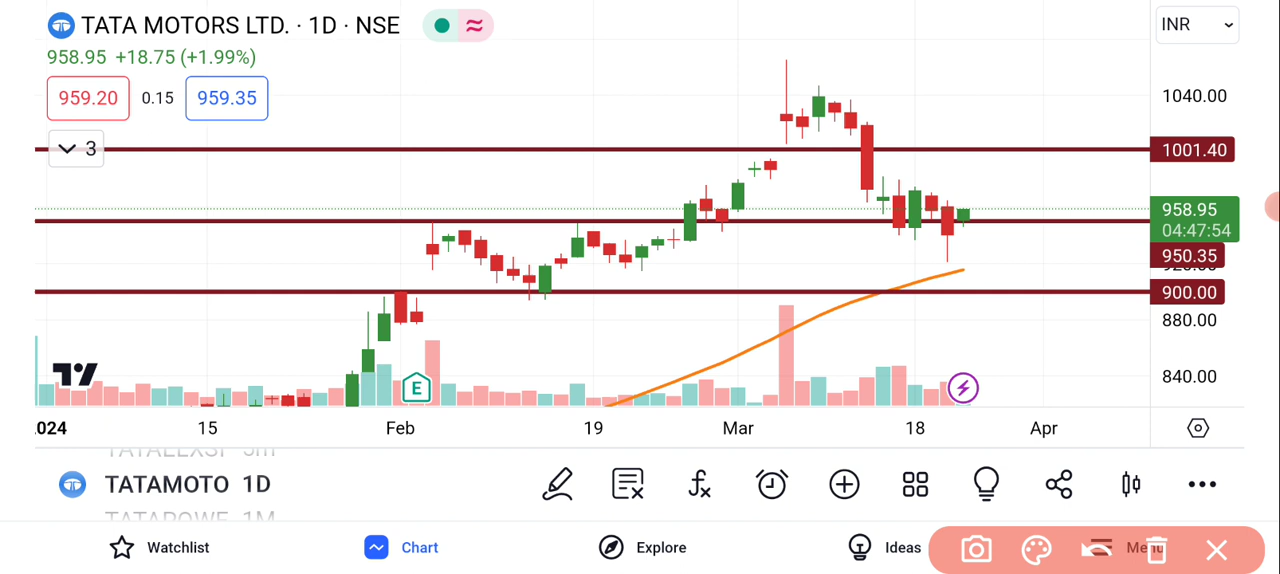 TATA MOTORS LTD. · 1D · NSE
INR
958.95 +18.75 (+1.99%)
959.20 0.15 959.35
3
1040.00
1001.40
958.95
04:47:54
950.35
900.00
880.00
840.00
E
2024 15 Feb 19 Mar 18 Apr
TATAELXSI 5m
TATAMOTO 1D
TATAPOWE 1M
Watchlist Chart Explore Ideas Menu